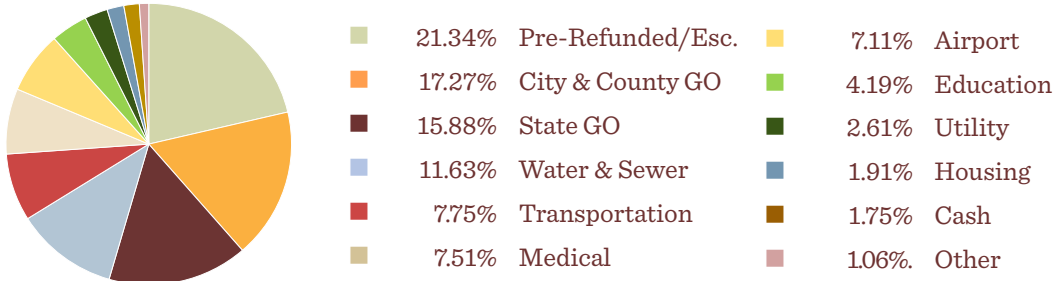 21.34% Pre-Refunded/Esc.
17.27% City & County GO
15.88% State GO
11.63% Water & Sewer
7.75% Transportation
7.51% Medical
7.11% Airport
4.19% Education
2.61% Utility
1.91% Housing
1.75% Cash
1.06%. Other